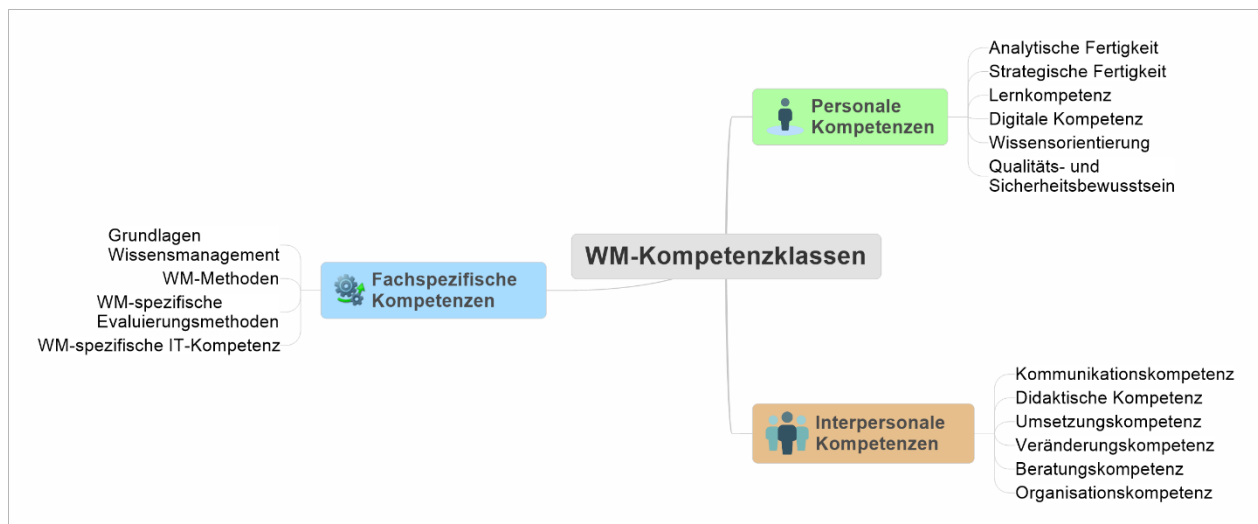 WM-Kompetenzklassen
Personale
Kompetenzen
Analytische Fertigkeit
Strategische Fertigkeit
Lernkompetenz
Digitale Kompetenz
Wissensorientierung
Qualitäts- und
Sicherheitsbewusstsein
Fachspezifische
Kompetenzen
Grundlagen
Wissensmanagement
WM-Methoden
WM-spezifische
Evaluierungsmethoden
WM-spezifische IT-Kompetenz
Interpersonale
Kompetenzen
Kommunikationskompetenz
Didaktische Kompetenz
Umsetzungskompetenz
Veränderungskompetenz
Beratungskompetenz
Organisationskompetenz